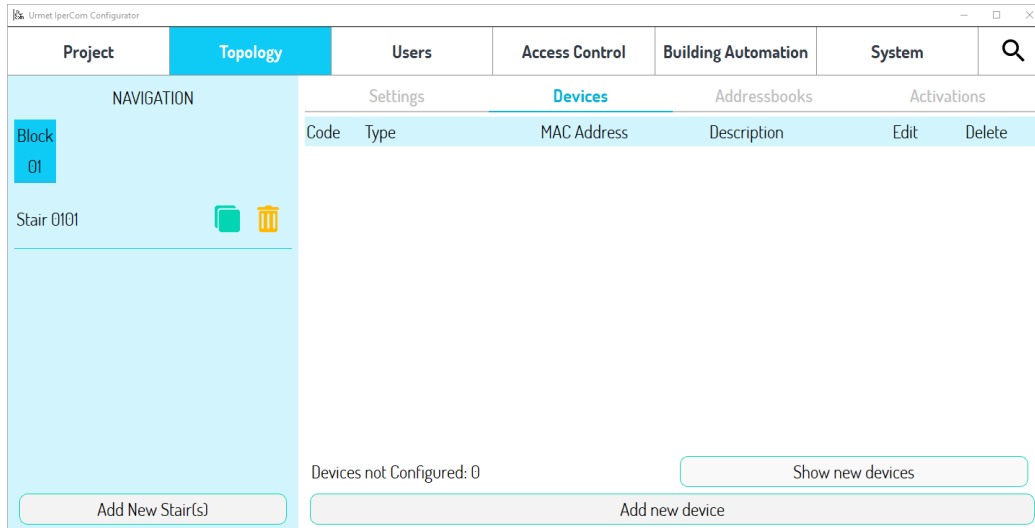 Urmet IperCom Configurator
Project Topology Users Access Control Building Automation System
NAVIGATION
Settings Devices Addressbooks Activations
Block
01
Code Type MAC Address Description Edit Delete
Stair 0101
Devices not Configured: 0
Show new devices
Add New Stair(s)
Add new device